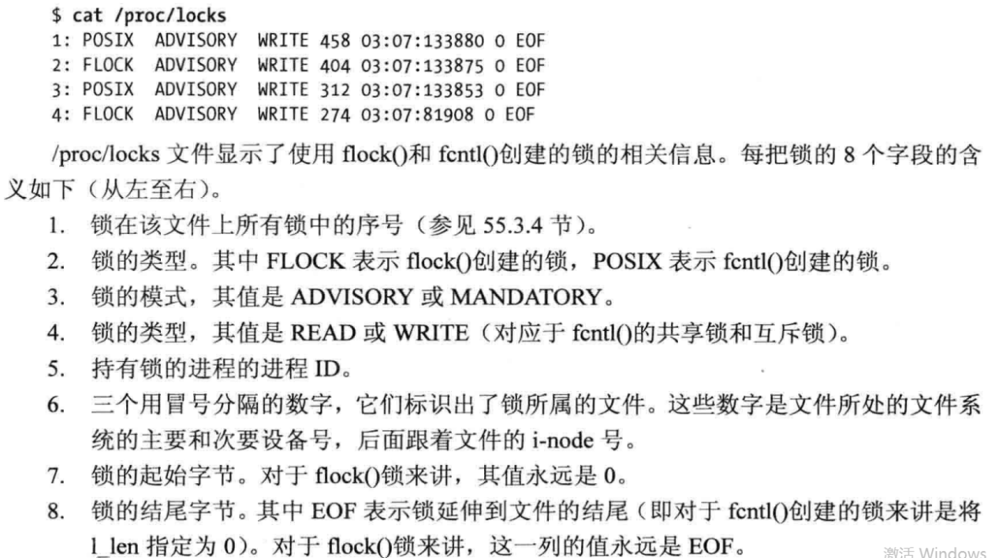 $ cat /proc/locks
1: POSIX  ADVISORY  WRITE 458 03:07:133880 0 EOF
2: FLOCK  ADVISORY  WRITE 404 03:07:133875 0 EOF
3: POSIX  ADVISORY  WRITE 312 03:07:133853 0 EOF
4: FLOCK  ADVISORY  WRITE 274 03:07:81908 0 EOF
/proc/locks 文件显示了使用 flock()和 fcntl()创建的锁的相关信息。每把锁的 8 个字段的含
义如下（从左至右）。
1. 锁在该文件上所有锁中的序号（参见 55.3.4 节）。
2. 锁的类型。其中 FLOCK 表示 flock()创建的锁，POSIX 表示 fcntl()创建的锁。
3. 锁的模式，其值是 ADVISORY 或 MANDATORY。
4. 锁的类型，其值是 READ 或 WRITE（对应于 fcntl()的共享锁和互斥锁）。
5. 持有锁的进程的进程 ID。
6. 三个用冒号分隔的数字，它们标识出了锁所属的文件。这些数字是文件所处的文件系
统的主要和次要设备号，后面跟着文件的 i-node 号。
7. 锁的起始字节。对于 flock()锁来讲，其值永远是 0。
8. 锁的结尾字节。其中 EOF 表示锁延伸到文件的结尾（即对于 fcntl()创建的锁来讲是将
l_len 指定为 0）。对于 flock()锁来讲，这一列的值永远是 EOF。
激活 Windows